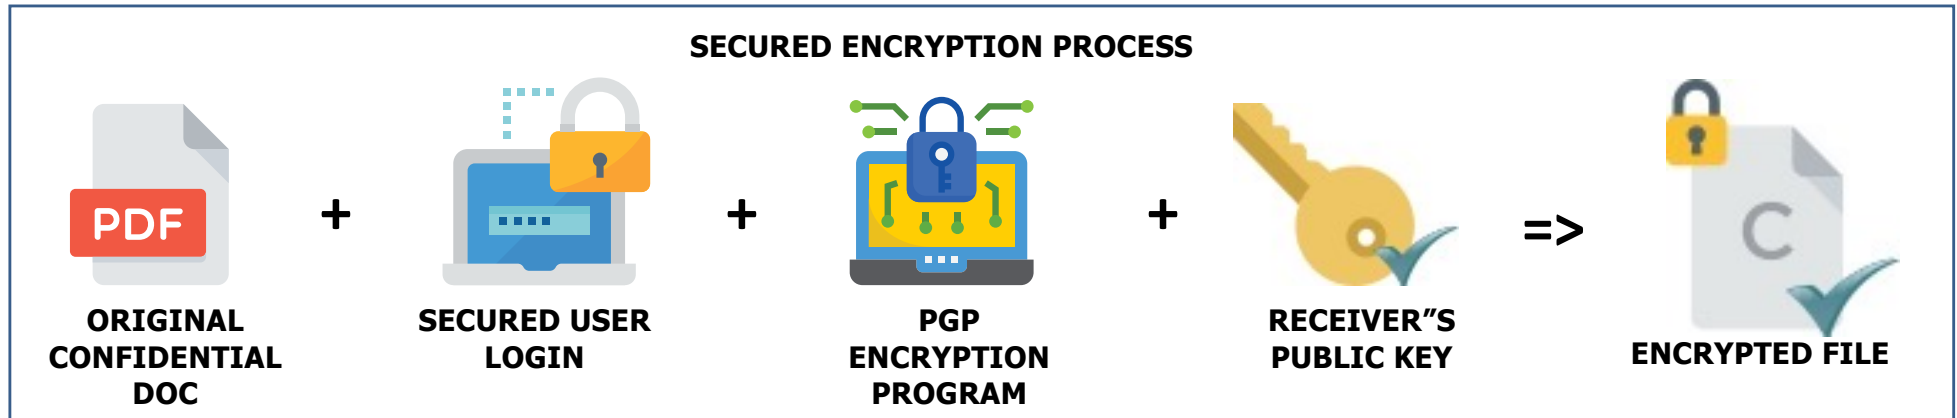 SECURED ENCRYPTION PROCESS
PDF
+
+
+
=>
C
ORIGINAL
CONFIDENTIAL
DOC
SECURED USER
LOGIN
PGP
ENCRYPTION
PROGRAM
RECEIVER”S
PUBLIC KEY
ENCRYPTED FILE